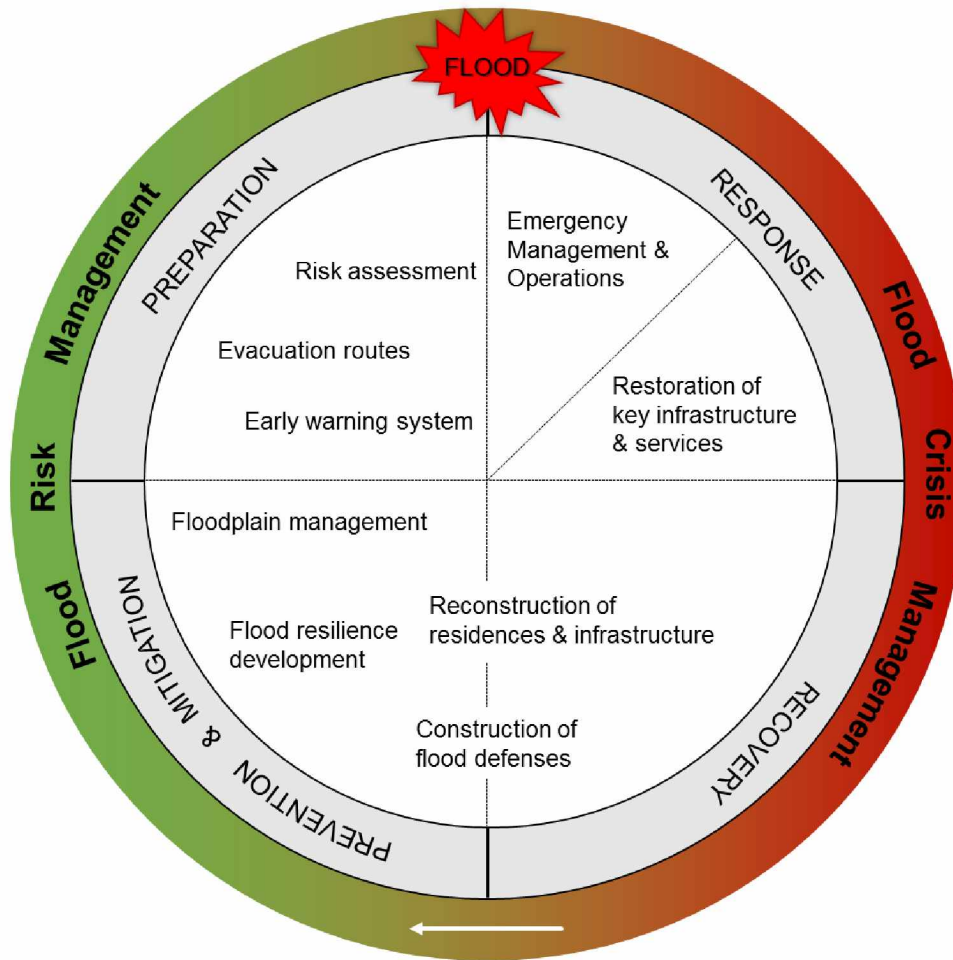 FLOOD
PREPARATION
RESPONSE
Emergency
Management &
Operations
Risk assessment
Evacuation routes
Early warning system
Restoration of
key infrastructure
& services
Floodplain management
Flood resilience
development
Reconstruction of
residences & infrastructure
Construction of
flood defenses
PREVENTION & MITIGATION
RECOVERY
Flood Risk Management
Flood Crisis Management